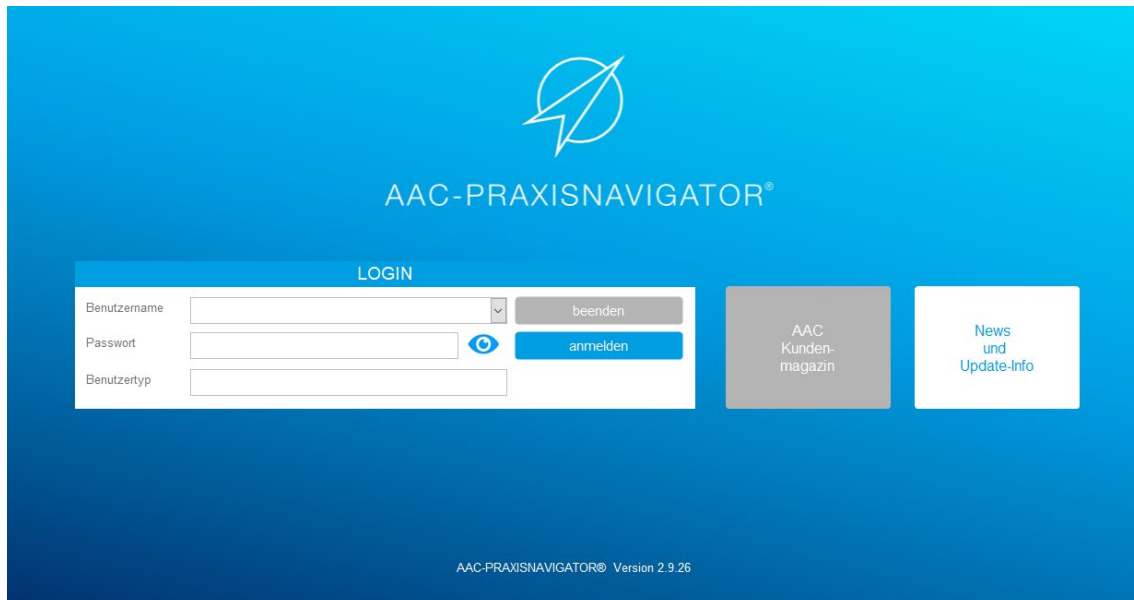 AAC-PRAXISNAVIGATOR®
LOGIN
Benutzername
beenden
Passwort
anmelden
Benutzertyp
AAC
Kunden-
magazin
News
und
Update-Info
AAC-PRAXISNAVIGATOR® Version 2.9.26